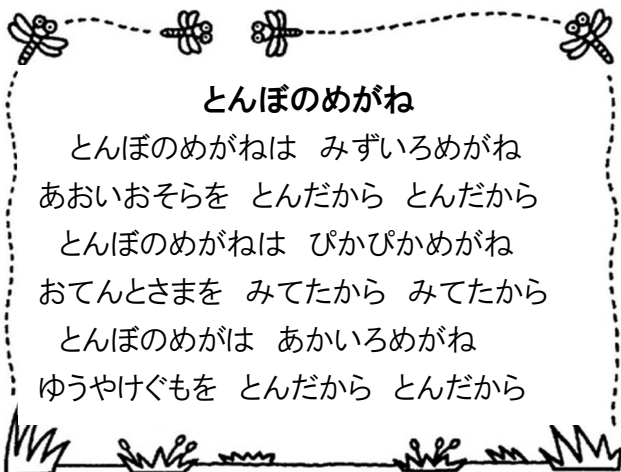 とんぼのめがね
とんぼのめがねは　みずいろめがね
あおいおそらを　とんだから　とんだから
とんぼのめがねは　ぴかぴかめがね
おてんとさまを　みてたから　みてたから
とんぼのめがは　あかいろめがね
ゆうやけぐもを　とんだから　とんだから